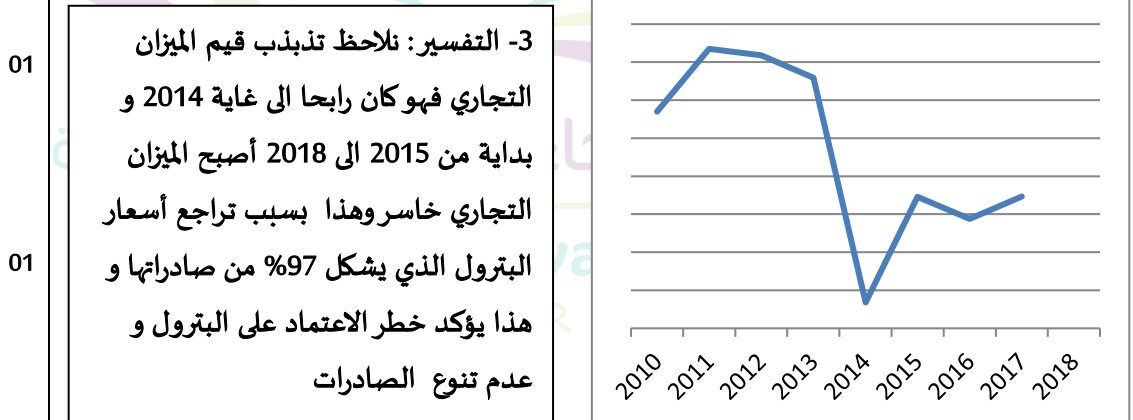 3- التفسير: نلاحظ تذبذب قيم الميزان
التجاري فهو كان رابحا الى غاية 2014 و
بداية من 2015 الى 2018 أصبح الميزان
التجاري خاسر وهذا بسبب تراجع أسعار
البترول الذي يشكل 97% من صادراتها و
هذا يؤكد خطر الاعتماد على البترول و
عدم تنوع الصادرات
01
01
2010
2011
2012
2013
2014
2015
2016
2017
2018